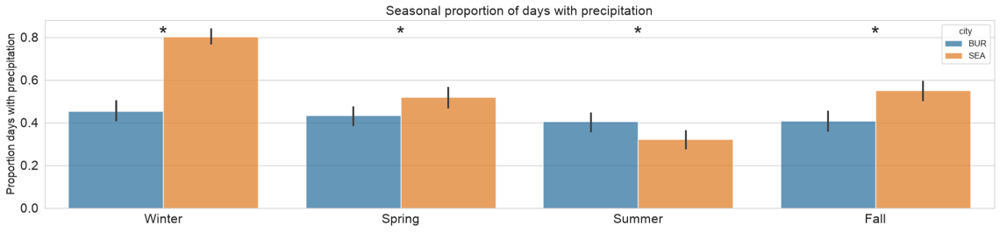 Seasonal proportion of days with precipitation
Proportion days with precipitation
0.8
0.6
0.4
0.2
0.0
* * * *
city
BUR
SEA
Winter Spring Summer Fall